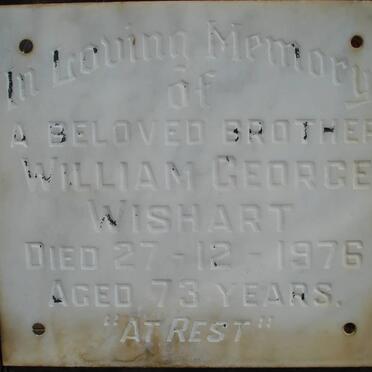 In Loving Memory
of
A BELOVED BROTHER
WILLIAM GEORGE
WISHART
DIED 27-12-1976
AGED 73 YEARS.
"AT REST"